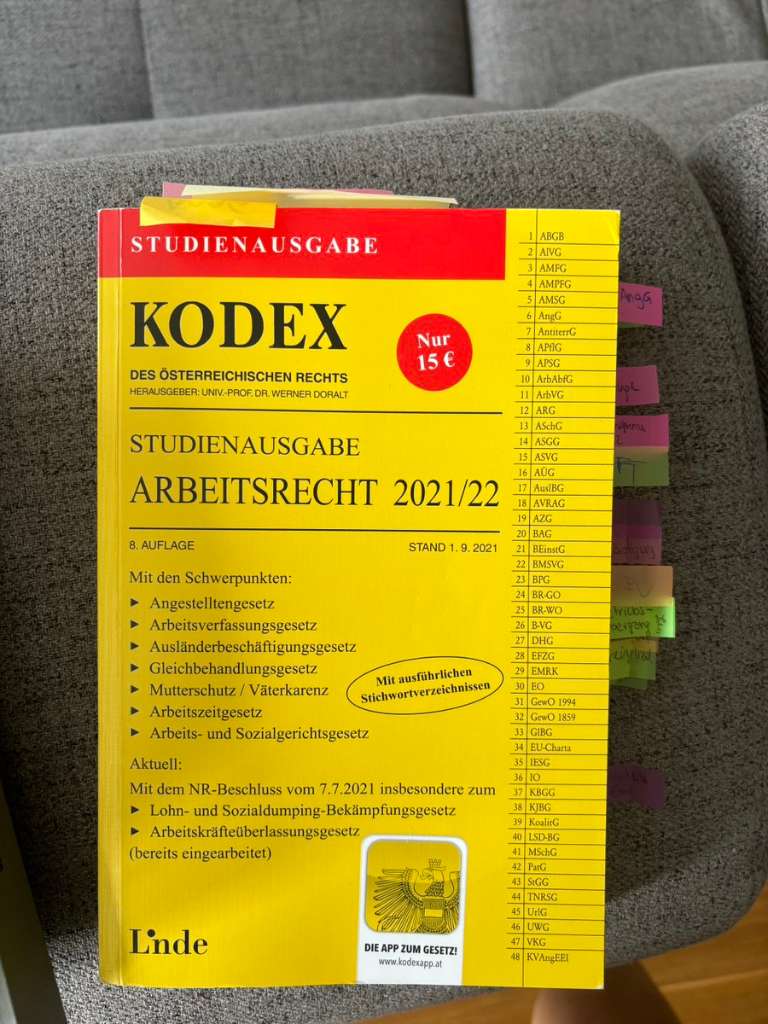 STUDIENAUSGABE
KODEX
DES ÖSTERREICHISCHEN RECHTS
HERAUSGEBER: UNIV.-PROF. DR. WERNER DORALT
Nur
15 €
STUDIENAUSGABE
ARBEITSRECHT 2021/22
8. AUFLAGE STAND 1. 9. 2021
Mit den Schwerpunkten:
► Angestelltengesetz
► Arbeitsverfassungsgesetz
► Ausländerbeschäftigungsgesetz
► Gleichbehandlungsgesetz
► Mutterschutz / Väterkarenz
► Arbeitszeitgesetz
► Arbeits- und Sozialgerichtsgesetz
Mit ausführlichen
Stichwortverzeichnissen
Aktuell:
Mit dem NR-Beschluss vom 7.7.2021 insbesondere zum
► Lohn- und Sozialdumping-Bekämpfungsgesetz
► Arbeitskräfteüberlassungsgesetz
(bereits eingearbeitet)
Linde
DIE APP ZUM GESETZ!
www.kodexapp.at
1 ABGB
2 AlVG
3 AMFG
4 AMPFG
5 AMSG
6 AngG
7 AntiterrG
8 APflG
9 APSG
10 ArbAbfG
11 ArbVG
12 ARG
13 ASchG
14 ASGG
15 ASVG
16 AÜG
17 AuslBG
18 AVRAG
19 AZG
20 BAG
21 BEinstG
22 BMSVG
23 BPG
24 BR-GO
25 BR-WO
26 B-VG
27 DHG
28 EFZG
29 EMRK
30 EO
31 GewO 1994
32 GewO 1859
33 GlBG
34 EU-Charta
35 IESG
36 IO
37 KBGG
38 KJBG
39 KoalitG
40 LSD-BG
41 MSchG
42 PatG
43 StGG
44 TNRSG
45 UrlG
46 UWG
47 VKG
48 KVAngEEI
AngG